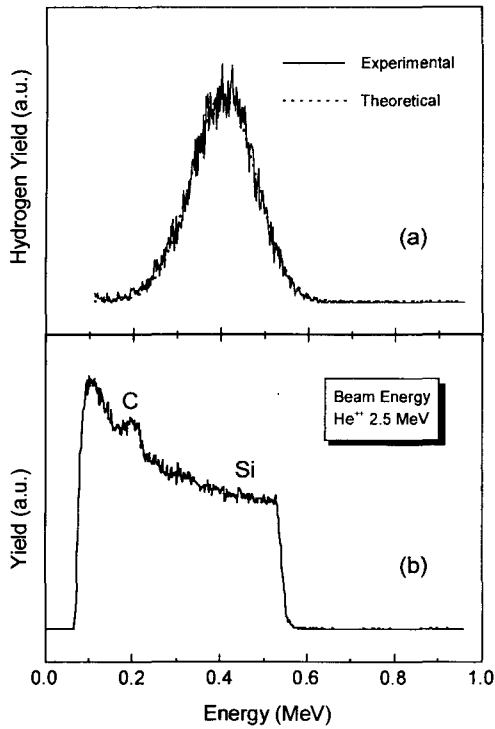 Hydrogen Yield (a.u.)
Experimental
Theoretical
(a)
Yield (a.u.)
C
Si
Beam Energy
He++ 2.5 MeV
(b)
0.0 0.2 0.4 0.6 0.8 1.0
Energy (MeV)